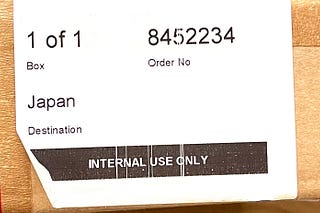 1 of 1 8452234
Box Order No
Japan
Destination
INTERNAL USE ONLY